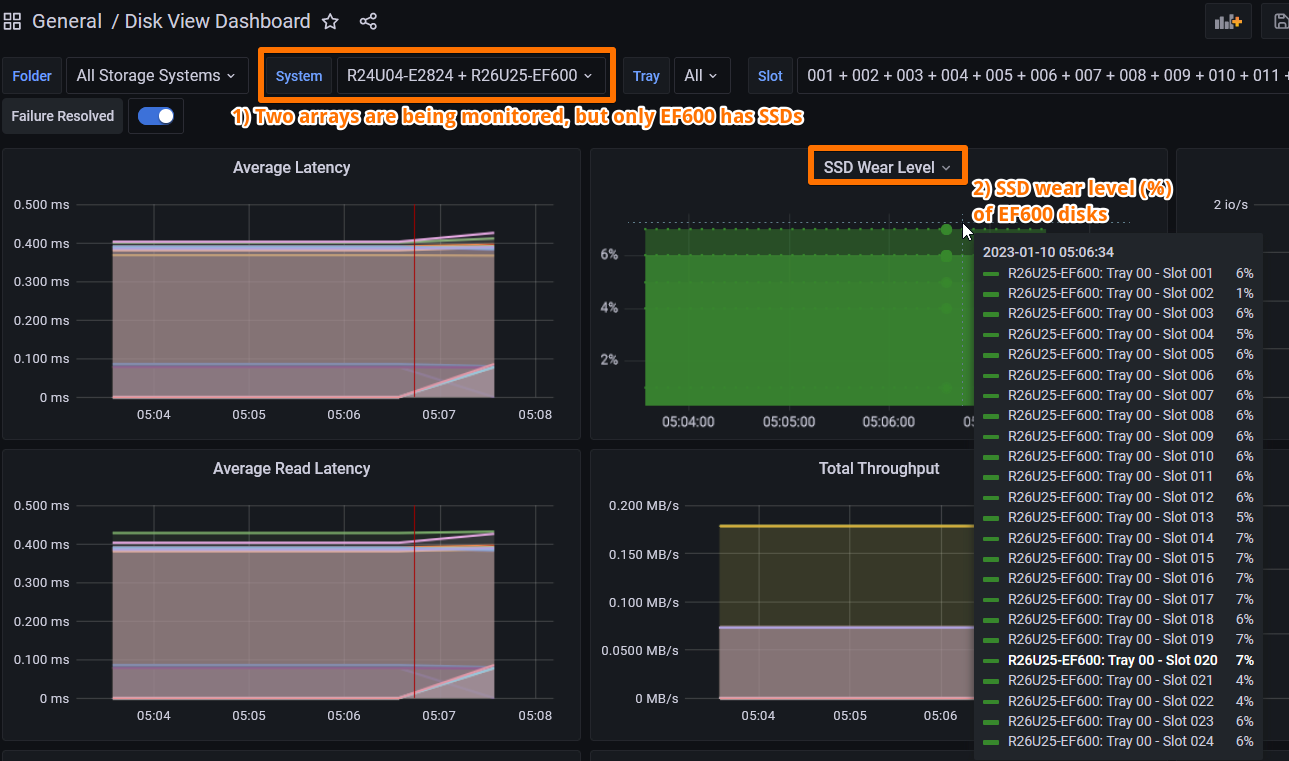 General / Disk View Dashboard
Folder All Storage Systems System R24U04-E2824 + R26U25-EF600 Tray All Slot 001 + 002 + 003 + 004 + 005 + 006 + 007 + 008 + 009 + 010 + 011 +
Failure Resolved
1) Two arrays are being monitored, but only EF600 has SSDs
Average Latency
0.500 ms
0.400 ms
0.300 ms
0.200 ms
0.100 ms
0 ms
05:04 05:05 05:06 05:07 05:08
SSD Wear Level
2) SSD wear level (%)
of EF600 disks
6%
4%
2%
05:04:00 05:05:00 05:06:00
2 io/s
2023-01-10 05:06:34
R26U25-EF600: Tray 00 - Slot 001 6%
R26U25-EF600: Tray 00 - Slot 002 1%
R26U25-EF600: Tray 00 - Slot 003 6%
R26U25-EF600: Tray 00 - Slot 004 5%
R26U25-EF600: Tray 00 - Slot 005 6%
R26U25-EF600: Tray 00 - Slot 006 6%
R26U25-EF600: Tray 00 - Slot 007 6%
R26U25-EF600: Tray 00 - Slot 008 6%
R26U25-EF600: Tray 00 - Slot 009 6%
R26U25-EF600: Tray 00 - Slot 010 6%
R26U25-EF600: Tray 00 - Slot 011 6%
R26U25-EF600: Tray 00 - Slot 012 6%
R26U25-EF600: Tray 00 - Slot 013 5%
R26U25-EF600: Tray 00 - Slot 014 7%
R26U25-EF600: Tray 00 - Slot 015 7%
R26U25-EF600: Tray 00 - Slot 016 7%
R26U25-EF600: Tray 00 - Slot 017 7%
R26U25-EF600: Tray 00 - Slot 018 6%
R26U25-EF600: Tray 00 - Slot 019 7%
R26U25-EF600: Tray 00 - Slot 020 7%
R26U25-EF600: Tray 00 - Slot 021 4%
R26U25-EF600: Tray 00 - Slot 022 4%
R26U25-EF600: Tray 00 - Slot 023 6%
R26U25-EF600: Tray 00 - Slot 024 6%
Average Read Latency
0.500 ms
0.400 ms
0.300 ms
0.200 ms
0.100 ms
0 ms
05:04 05:05 05:06 05:07 05:08
Total Throughput
0.200 MB/s
0.150 MB/s
0.100 MB/s
0.0500 MB/s
0 MB/s
05:04 05:05 05:06